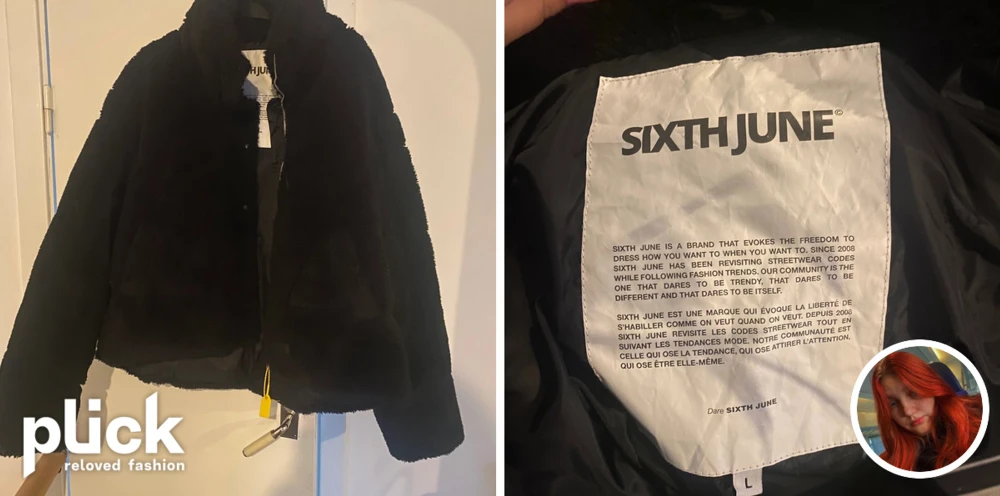 TH JUN
plick
reloved fashion
SIXTH JUNE©
SIXTH JUNE IS A BRAND THAT EVOKES THE FREEDOM TO
DRESS HOW YOU WANT TO WHEN YOU WANT TO. SINCE 2008
SIXTH JUNE HAS BEEN REVISITING STREETWEAR CODES
WHILE FOLLOWING FASHION TRENDS. OUR COMMUNITY IS THE
ONE THAT DARES TO BE TRENDY, THAT DARES TO BE
DIFFERENT AND THAT DARES TO BE ITSELF.
SIXTH JUNE EST UNE MARQUE QUI ÉVOQUE LA LIBERTÉ DE
S'HABILLER COMME ON VEUT QUAND ON VEUT. DEPUIS 2008
SIXTH JUNE REVISITE LES CODES STREETWEAR TOUT EN
SUIVANT LES TENDANCES MODE. NOTRE COMMUNAUTÉ EST
CELLE QUI OSE LA TENDANCE, QUI OSE ATTIRER L'ATTENTION,
QUI OSE ÊTRE ELLE-MÊME.
Dare SIXTH JUNE
L